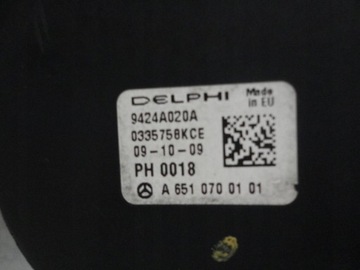 DELPHI
Made in EU
9424A020A
0335758KCE
09-10-09
PH 0018
A 651 070 01 01